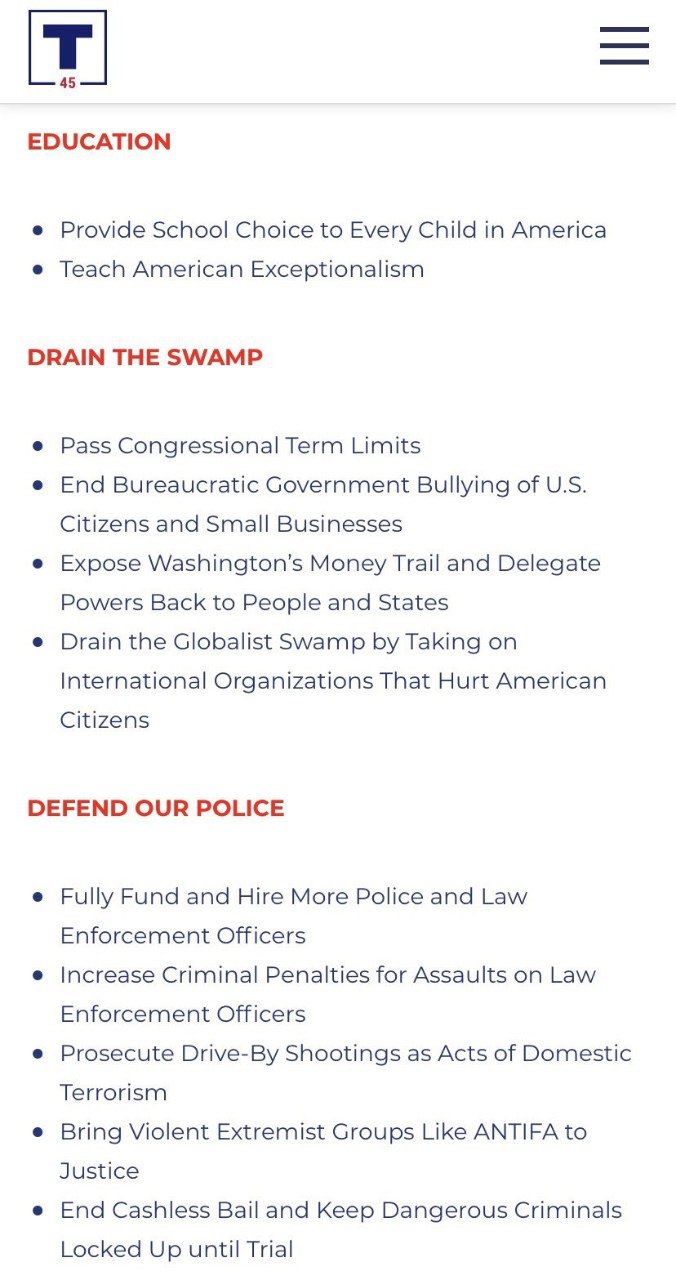 T
45
EDUCATION
Provide School Choice to Every Child in America
Teach American Exceptionalism
DRAIN THE SWAMP
Pass Congressional Term Limits
End Bureaucratic Government Bullying of U.S.
Citizens and Small Businesses
Expose Washington’s Money Trail and Delegate
Powers Back to People and States
Drain the Globalist Swamp by Taking on
International Organizations That Hurt American
Citizens
DEFEND OUR POLICE
Fully Fund and Hire More Police and Law
Enforcement Officers
Increase Criminal Penalties for Assaults on Law
Enforcement Officers
Prosecute Drive-By Shootings as Acts of Domestic
Terrorism
Bring Violent Extremist Groups Like ANTIFA to
Justice
End Cashless Bail and Keep Dangerous Criminals
Locked Up until Trial